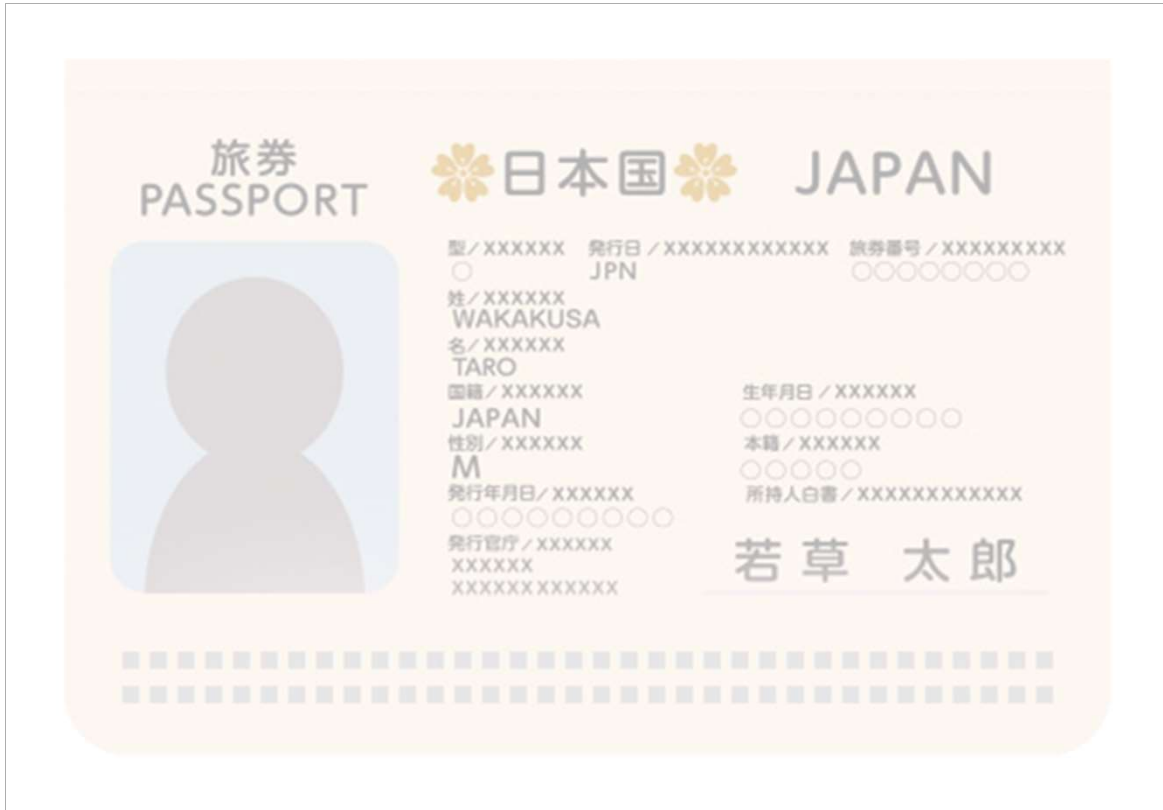 旅券
PASSPORT
日本国 JAPAN
型／XXXXXX 発行日／XXXXXXXXXXXX 旅券番号／XXXXXXXXX
○ JPN ○○○○○○○○
姓／XXXXXX
WAKAKUSA
名／XXXXXX
TARO
国籍／XXXXXX 生年月日／XXXXXX
JAPAN ○○○○○○○○○
性別／XXXXXX 本籍／XXXXXX
M ○○○○○
発行年月日／XXXXXX 所持人白書／XXXXXXXXXXXX
○○○○○○○○○
発行官庁／XXXXXX
XXXXXX
XXXXXXXXXXXX
若草 太郎